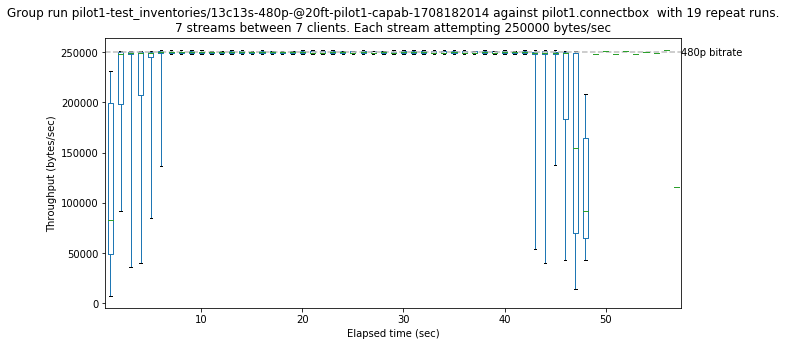 Group run pilot1-test_inventories/13c13s-480p-@20ft-pilot1-capab-1708182014 against pilot1.connectbox  with 19 repeat runs.
7 streams between 7 clients. Each stream attempting 250000 bytes/sec
480p bitrate
Throughput (bytes/sec)
250000
200000
150000
100000
50000
0
10
20
30
40
50
Elapsed time (sec)